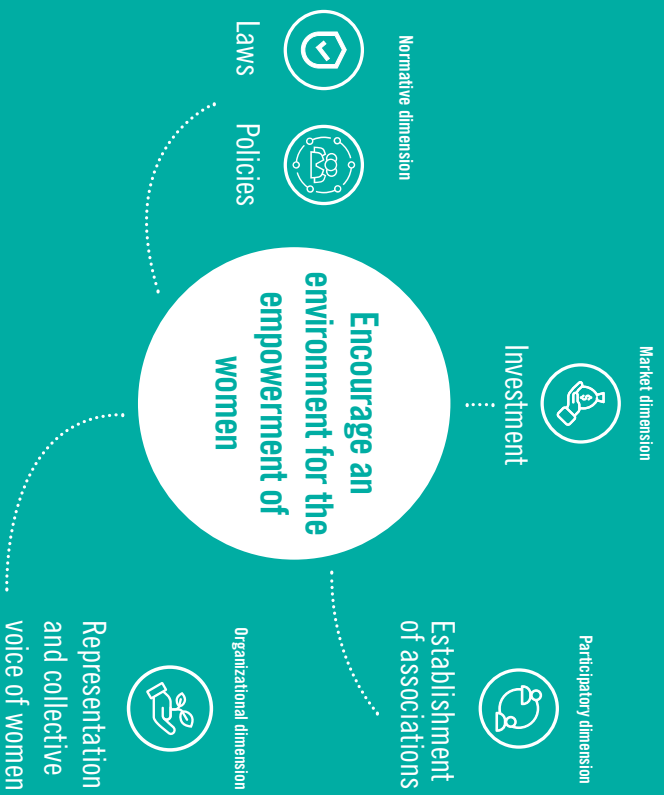 Normative dimension
Laws
Policies
Market dimension
Investment
Encourage an
environment for the
empowerment of
women
Participatory dimension
Establishment
of associations
Organizational dimension
Representation
and collective
voice of women